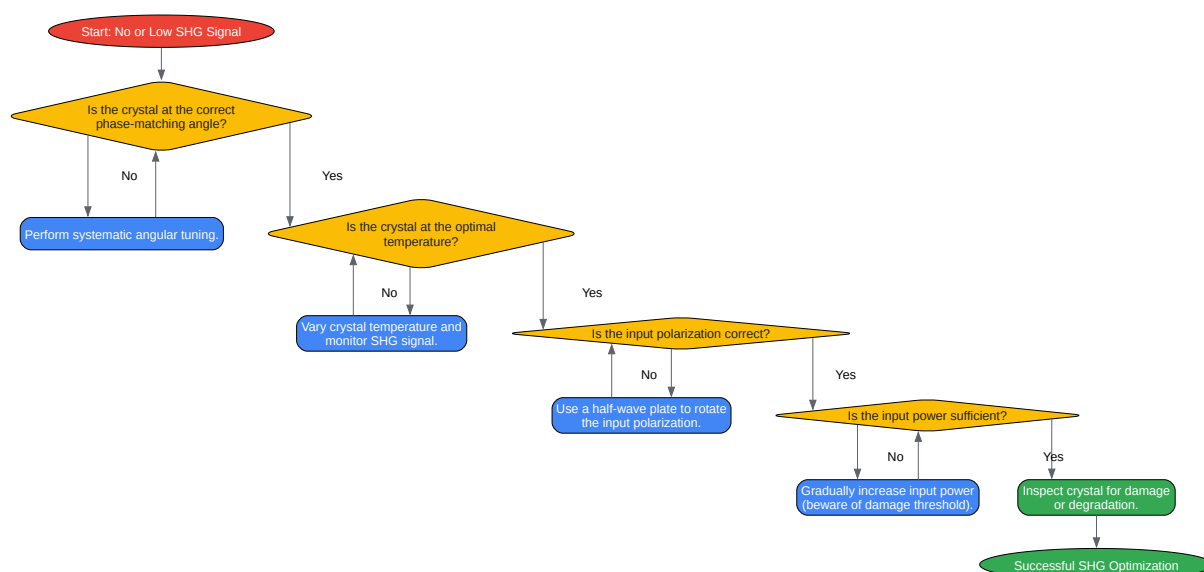 Start: No or Low SHG Signal
Is the crystal at the correct
phase-matching angle?
No
Yes
Perform systematic angular tuning.
Is the crystal at the optimal
temperature?
No
Yes
Vary crystal temperature and
monitor SHG signal.
Is the input polarization correct?
No
Yes
Use a half-wave plate to rotate
the input polarization.
Is the input power sufficient?
No
Yes
Gradually increase input power
(beware of damage threshold).
Inspect crystal for damage
or degradation.
Successful SHG Optimization